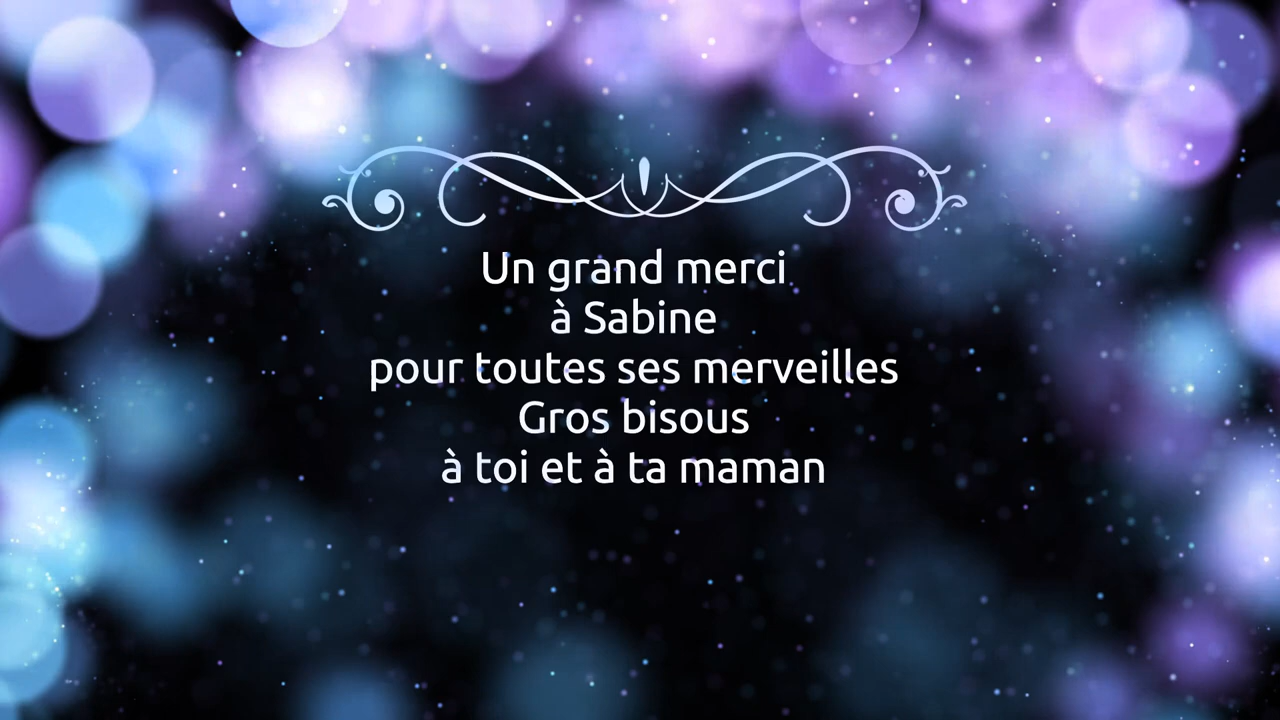 Un grand merci
à Sabine
pour toutes ses merveilles
Gros bisous
à toi et à ta maman